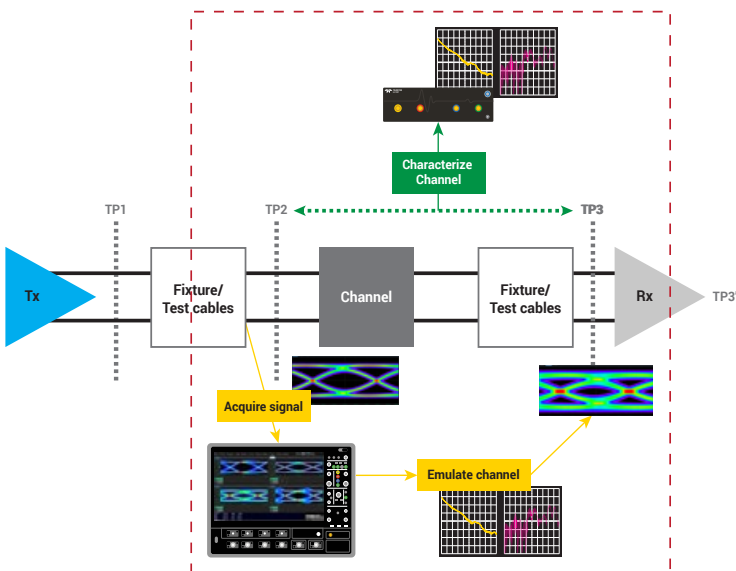 Characterize
Channel
TP1
TP2
TP3
Tx
Fixture/
Test cables
Channel
Fixture/
Test cables
Rx
TP3'
Acquire signal
Emulate channel